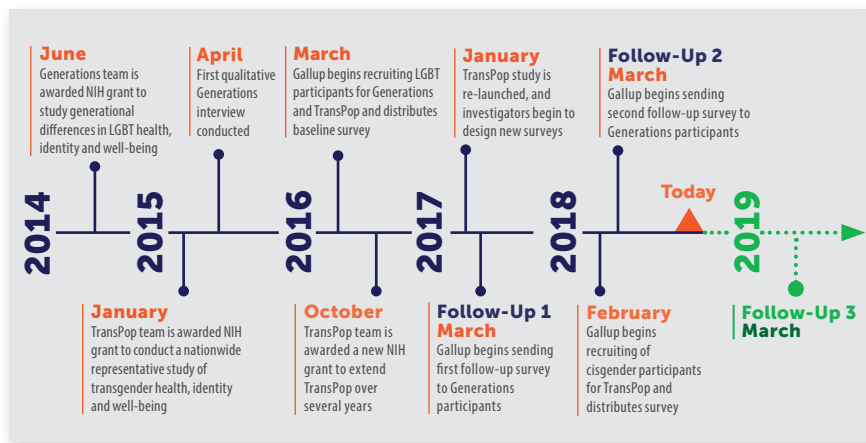 June
Generations team is
awarded NIH grant to
study generational
differences in LGBT health,
identity and well-being
April
First qualitative
Generations
interview
conducted
March
Gallup begins recruiting LGBT
participants for Generations
and TransPop and distributes
baseline survey
January
TransPop study is
re-launched, and
investigators begin to
design new surveys
Follow-Up 2
March
Gallup begins sending
second follow-up survey to
Generations participants
2014
2015
2016
2017
2018
Today
2019
January
TransPop team is awarded NIH
grant to conduct a nationwide
representative study of
transgender health, identity
and well-being
October
TransPop team is
awarded a new NIH
grant to extend
TransPop over
several years
Follow-Up 1
March
Gallup begins sending
first follow-up survey
to Generations
participants
February
Gallup begins
recruiting of
cisgender participants
for TransPop and
distributes survey
Follow-Up 3
March